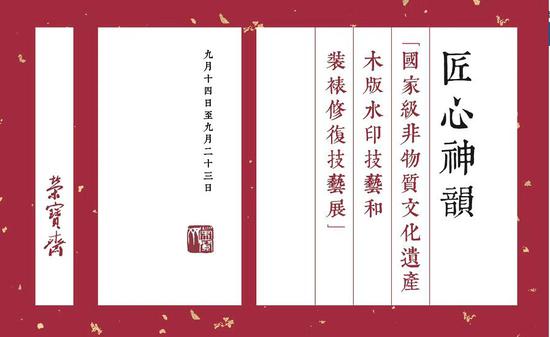 匠心神韻
「國家級非物質文化遺產
木版水印技藝和
装裱修復技藝展」
九月十四日至九月二十三日
荣寶齋